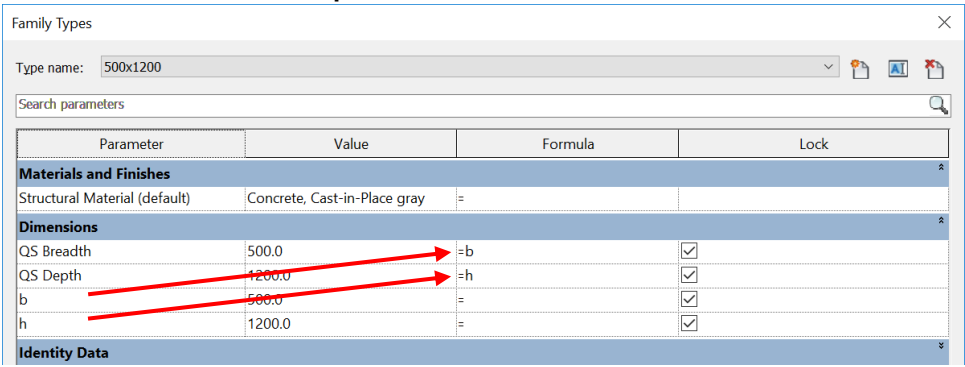 Family Types
Type name: 500x1200
Search parameters
Parameter Value Formula Lock
Materials and Finishes
Structural Material (default) Concrete, Cast-in-Place gray =
Dimensions
QS Breadth 500.0 =b
QS Depth 1200.0 =h
b 500.0 =
h 1200.0 =
Identity Data